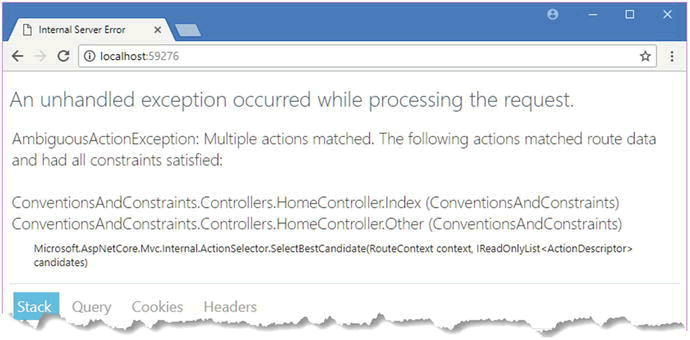 Internal Server Error
localhost:59276
An unhandled exception occurred while processing the request.
AmbiguousActionException: Multiple actions matched. The following actions matched route data
and had all constraints satisfied:
ConventionsAndConstraints.Controllers.HomeController.Index (ConventionsAndConstraints)
ConventionsAndConstraints.Controllers.HomeController.Other (ConventionsAndConstraints)
Microsoft.AspNetCore.Mvc.Internal.ActionSelector.SelectBestCandidate(RouteContext context, IReadOnlyList<ActionDescriptor>
candidates)
Stack Query Cookies Headers